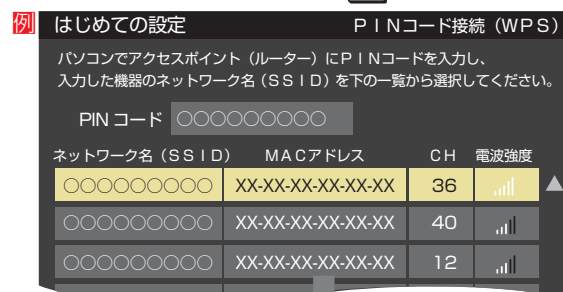 例
はじめての設定 ＰＩＮコード接続（ＷＰＳ）
パソコンでアクセスポイント（ルーター）にＰＩＮコードを入力し、
入力した機器のネットワーク名（ＳＳＩＤ）を下の一覧から選択してください。
PIN コード ○○○○○○○○○
ネットワーク名（ＳＳＩＤ） ＭＡＣアドレス ＣＨ 電波強度
○○○○○○○○○ XX-XX-XX-XX-XX-XX 36
○○○○○○○○○ XX-XX-XX-XX-XX-XX 40
○○○○○○○○○ XX-XX-XX-XX-XX-XX 12